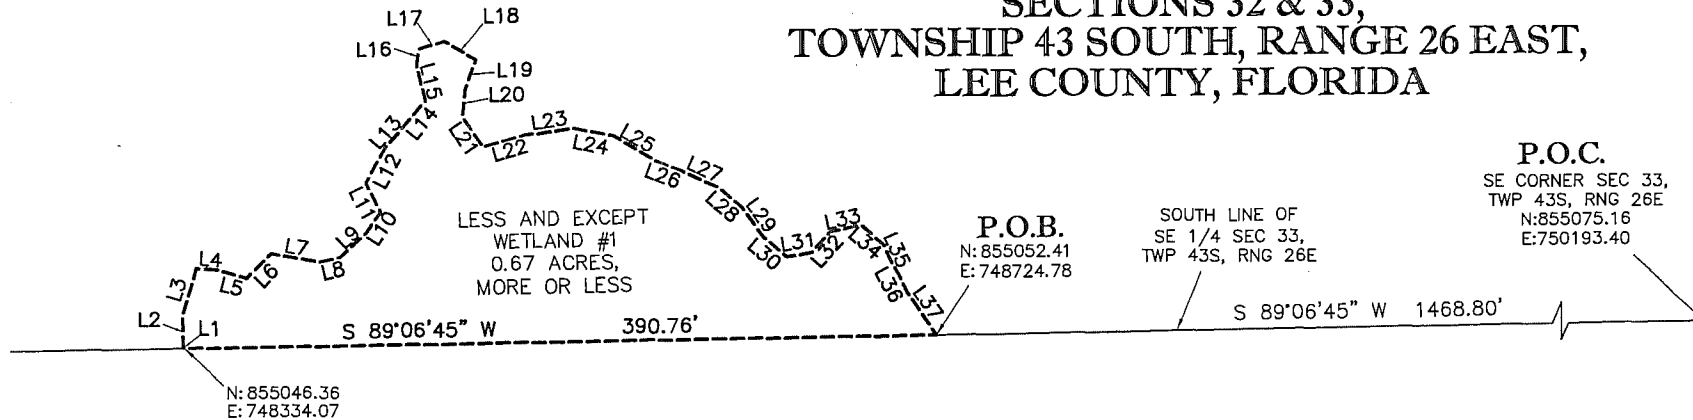 SECTIONS 32 & 33,
TOWNSHIP 43 SOUTH, RANGE 26 EAST,
LEE COUNTY, FLORIDA
L17
L18
L16
L15
L19
L20
L14
L13
L21
L22
L23
L24
L25
L26
L27
L28
L29
L30
L31
L32
L33
L34
L35
L36
L37
L12
L11
L10
L9
L8
L7
L6
L5
L4
L3
L2
L1
LESS AND EXCEPT
WETLAND #1
0.67 ACRES,
MORE OR LESS
P.O.B.
N:855052.41
E:748724.78
SOUTH LINE OF
SE 1/4 SEC 33,
TWP 43S, RNG 26E
P.O.C.
SE CORNER SEC 33,
TWP 43S, RNG 26E
N:855075.16
E:750193.40
S 89°06'45" W 390.76'
S 89°06'45" W 1468.80'
N:855046.36
E:748334.07